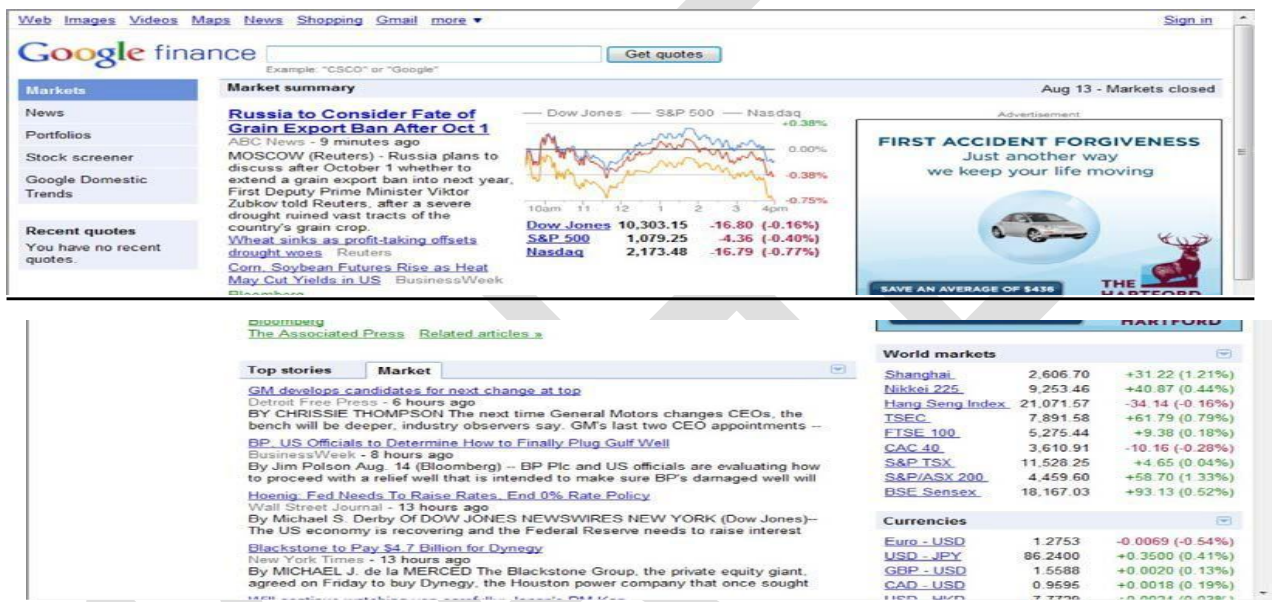 Web Images Videos Maps News Shopping Gmail more ▼ Sign in
Google finance Get quotes
Example: "CSCO" or "Google"
Markets
News
Portfolios
Stock screener
Google Domestic
Trends
Recent quotes
You have no recent
quotes.
Market summary Aug 13 - Markets closed
Russia to Consider Fate of
Grain Export Ban After Oct 1
ABC News - 9 minutes ago
MOSCOW (Reuters) - Russia plans to
discuss after October 1 whether to
extend a grain export ban into next year,
First Deputy Prime Minister Viktor
Zubkov told Reuters, after a severe
drought ruined vast tracts of the
country's grain crop.
Wheat sinks as profit-taking offsets
drought woes Reuters
Corn, Soybean Futures Rise as Heat
May Cut Yields in US BusinessWeek
Bloomberg
Dow Jones S&P 500 Nasdaq
+0.38%
0.00%
-0.38%
-0.75%
10am 11 12 1 2 3 4pm
Dow Jones 10,303.15 -16.80 (-0.16%)
S&P 500 1,079.25 -4.36 (-0.40%)
Nasdaq 2,173.48 -16.79 (-0.77%)
Advertisement
FIRST ACCIDENT FORGIVENESS
Just another way
we keep your life moving
SAVE AN AVERAGE OF $436
THE
HARTFORD
Bloomberg
The Associated Press Related articles »
Top stories Market
GM develops candidates for next change at top
Detroit Free Press - 6 hours ago
BY CHRISSIE THOMPSON The next time General Motors changes CEOs, the
bench will be deeper, industry observers say. GM's last two CEO appointments --
BP, US Officials to Determine How to Finally Plug Gulf Well
BusinessWeek - 8 hours ago
By Jim Polson Aug. 14 (Bloomberg) -- BP Plc and US officials are evaluating how
to proceed with a relief well that is intended to make sure BP's damaged well will
Hoenig: Fed Needs To Raise Rates, End 0% Rate Policy
Wall Street Journal - 13 hours ago
By Michael S. Derby Of DOW JONES NEWSWIRES NEW YORK (Dow Jones)--
The US economy is recovering and the Federal Reserve needs to raise interest
Blackstone to Pay $4.7 Billion for Dynegy
New York Times - 13 hours ago
By MICHAEL J. de la MERCED The Blackstone Group, the private equity giant,
agreed on Friday to buy Dynegy, the Houston power company that once sought
HARTFORD
World markets
Shanghai 2,606.70 +31.22 (1.21%)
Nikkei 225 9,253.46 +40.87 (0.44%)
Hang Seng Index 21,071.57 -34.14 (-0.16%)
TSEC 7,891.58 +61.79 (0.79%)
FTSE 100 5,275.44 +9.38 (0.18%)
CAC 40 3,610.91 -10.16 (-0.28%)
S&P TSX 11,528.25 +4.65 (0.04%)
S&P/ASX 200 4,459.60 +58.70 (1.33%)
BSE Sensex 18,167.03 +93.13 (0.52%)
Currencies
Euro - USD 1.2753 -0.0069 (-0.54%)
USD - JPY 86.2400 +0.3500 (0.41%)
GBP - USD 1.5588 +0.0020 (0.13%)
CAD - USD 0.9595 +0.0018 (0.19%)